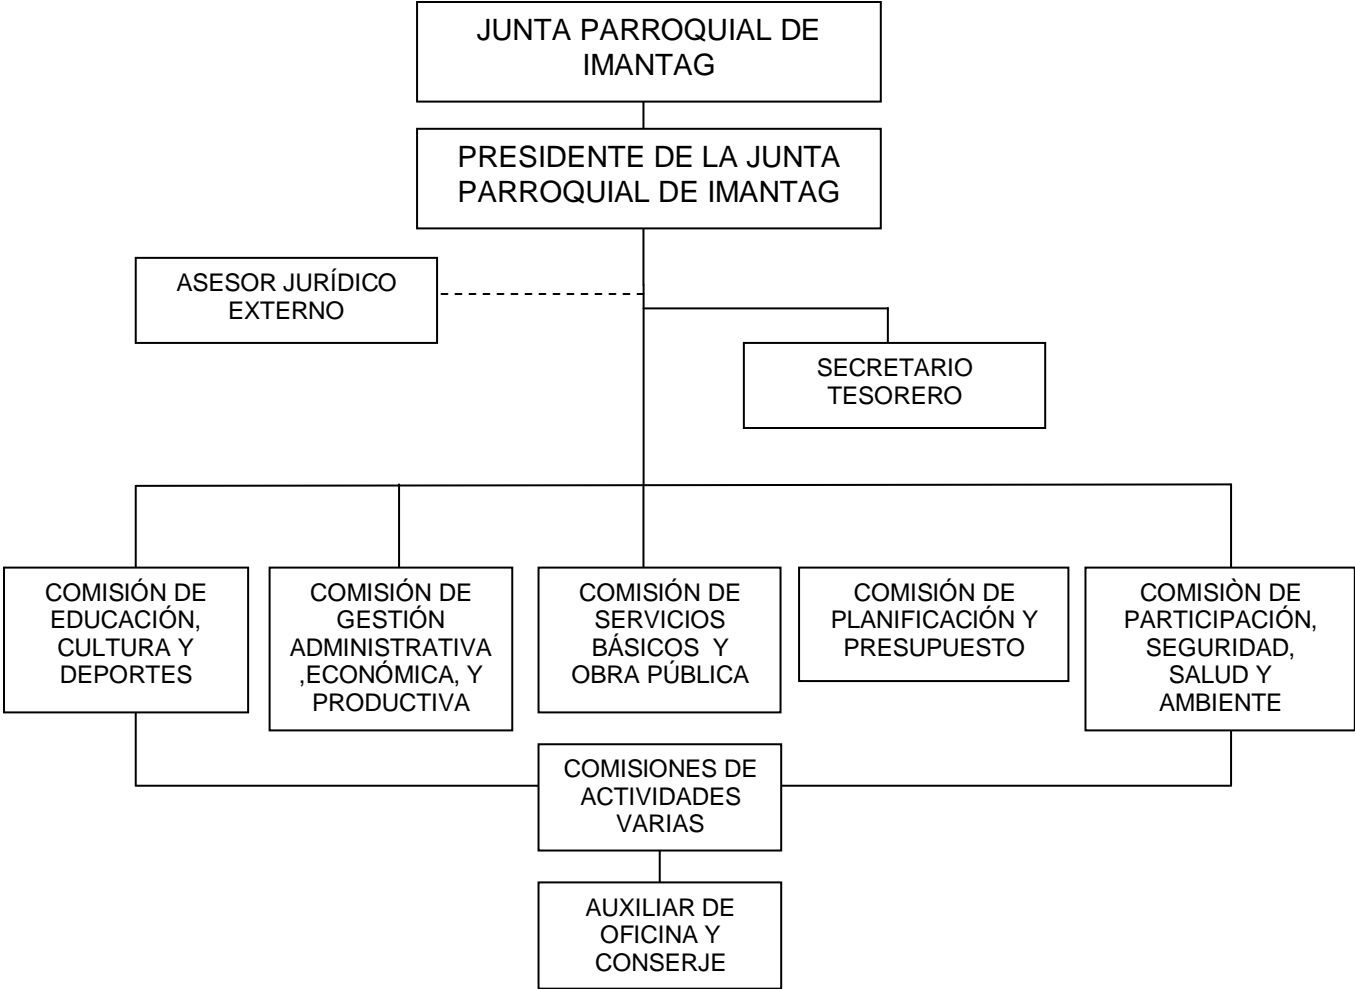 JUNTA PARROQUIAL DE
IMANTAG
PRESIDENTE DE LA JUNTA
PARROQUIAL DE IMANTAG
ASESOR JURÍDICO
EXTERNO
SECRETARIO
TESORERO
COMISIÓN DE
EDUCACIÓN,
CULTURA Y
DEPORTES
COMISIÓN DE
GESTIÓN
ADMINISTRATIVA
,ECONÓMICA, Y
PRODUCTIVA
COMISIÓN DE
SERVICIOS
BÁSICOS  Y
OBRA PÚBLICA
COMISIÓN DE
PLANIFICACIÓN Y
PRESUPUESTO
COMISIÒN DE
PARTICIPACIÓN,
SEGURIDAD,
SALUD Y
AMBIENTE
COMISIONES DE
ACTIVIDADES
VARIAS
AUXILIAR DE
OFICINA Y
CONSERJE